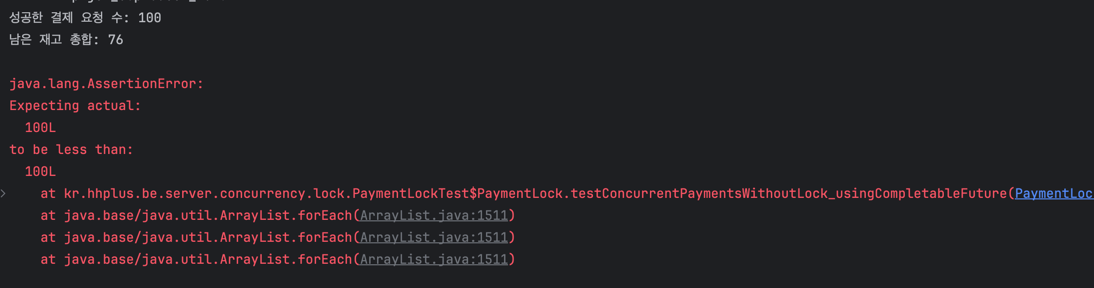 성공한 결제 요청 수: 100
남은 재고 총합: 76
java.lang.AssertionError:
Expecting actual:
100L
to be less than:
100L
at kr.hhplus.be.server.concurrency.lock.PaymentLockTest$PaymentLock.testConcurrentPaymentsWithoutLock_usingCompletableFuture(PaymentLoc
at java.base/java.util.ArrayList.forEach(ArrayList.java:1511)
at java.base/java.util.ArrayList.forEach(ArrayList.java:1511)
at java.base/java.util.ArrayList.forEach(ArrayList.java:1511)